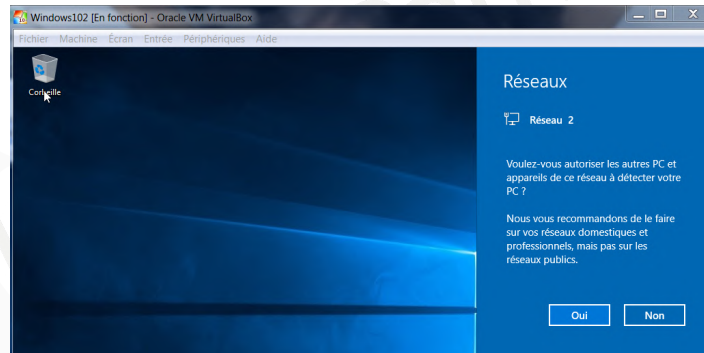 Windows102 [En fonction] - Oracle VM VirtualBox
Fichier Machine Écran Entrée Périphériques Aide
Corbeille
Réseaux
Réseau 2
Voulez-vous autoriser les autres PC et
appareils de ce réseau à détecter votre
PC ?
Nous vous recommandons de le faire
sur vos réseaux domestiques et
professionnels, mais pas sur les
réseaux publics.
Oui Non